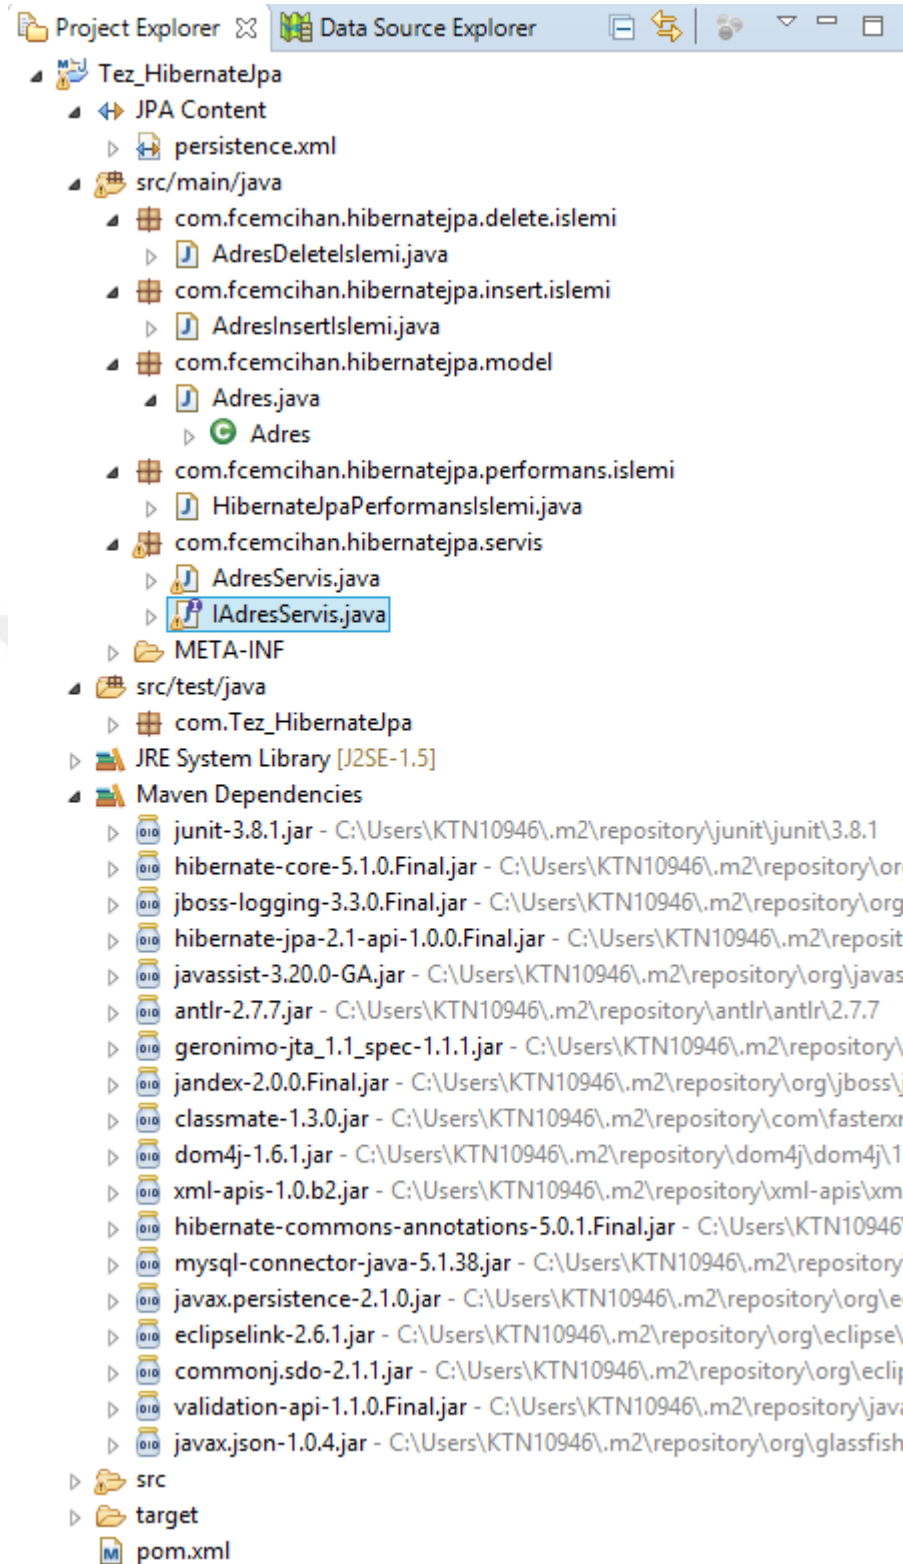 Project Explorer Data Source Explorer
Tez_HibernateJpa
JPA Content
persistence.xml
src/main/java
com.fcemcihan.hibernatejpa.delete.islemi
AdresDeleteIslemi.java
com.fcemcihan.hibernatejpa.insert.islemi
AdresInsertIslemi.java
com.fcemcihan.hibernatejpa.model
Adres.java
Adres
com.fcemcihan.hibernatejpa.performans.islemi
HibernateJpaPerformansIslemi.java
com.fcemcihan.hibernatejpa.servis
AdresServis.java
IAdresServis.java
META-INF
src/test/java
com.Tez_HibernateJpa
JRE System Library [J2SE-1.5]
Maven Dependencies
junit-3.8.1.jar - C:\Users\KTN10946\.m2\repository\junit\junit\3.8.1
hibernate-core-5.1.0.Final.jar - C:\Users\KTN10946\.m2\repository\or
jboss-logging-3.3.0.Final.jar - C:\Users\KTN10946\.m2\repository\org
hibernate-jpa-2.1-api-1.0.0.Final.jar - C:\Users\KTN10946\.m2\reposit
javassist-3.20.0-GA.jar - C:\Users\KTN10946\.m2\repository\org\javas
antlr-2.7.7.jar - C:\Users\KTN10946\.m2\repository\antlr\antlr\2.7.7
geronimo-jta_1.1_spec-1.1.1.jar - C:\Users\KTN10946\.m2\repository\
jandex-2.0.0.Final.jar - C:\Users\KTN10946\.m2\repository\org\jboss\j
classmate-1.3.0.jar - C:\Users\KTN10946\.m2\repository\com\fasterxr
dom4j-1.6.1.jar - C:\Users\KTN10946\.m2\repository\dom4j\dom4j\1
xml-apis-1.0.b2.jar - C:\Users\KTN10946\.m2\repository\xml-apis\xm
hibernate-commons-annotations-5.0.1.Final.jar - C:\Users\KTN10946\
mysql-connector-java-5.1.38.jar - C:\Users\KTN10946\.m2\repository\
javax.persistence-2.1.0.jar - C:\Users\KTN10946\.m2\repository\org\e
eclipselink-2.6.1.jar - C:\Users\KTN10946\.m2\repository\org\eclipse\
commonj.sdo-2.1.1.jar - C:\Users\KTN10946\.m2\repository\org\eclip
validation-api-1.1.0.Final.jar - C:\Users\KTN10946\.m2\repository\java
javax.json-1.0.4.jar - C:\Users\KTN10946\.m2\repository\org\glassfish
src
target
pom.xml